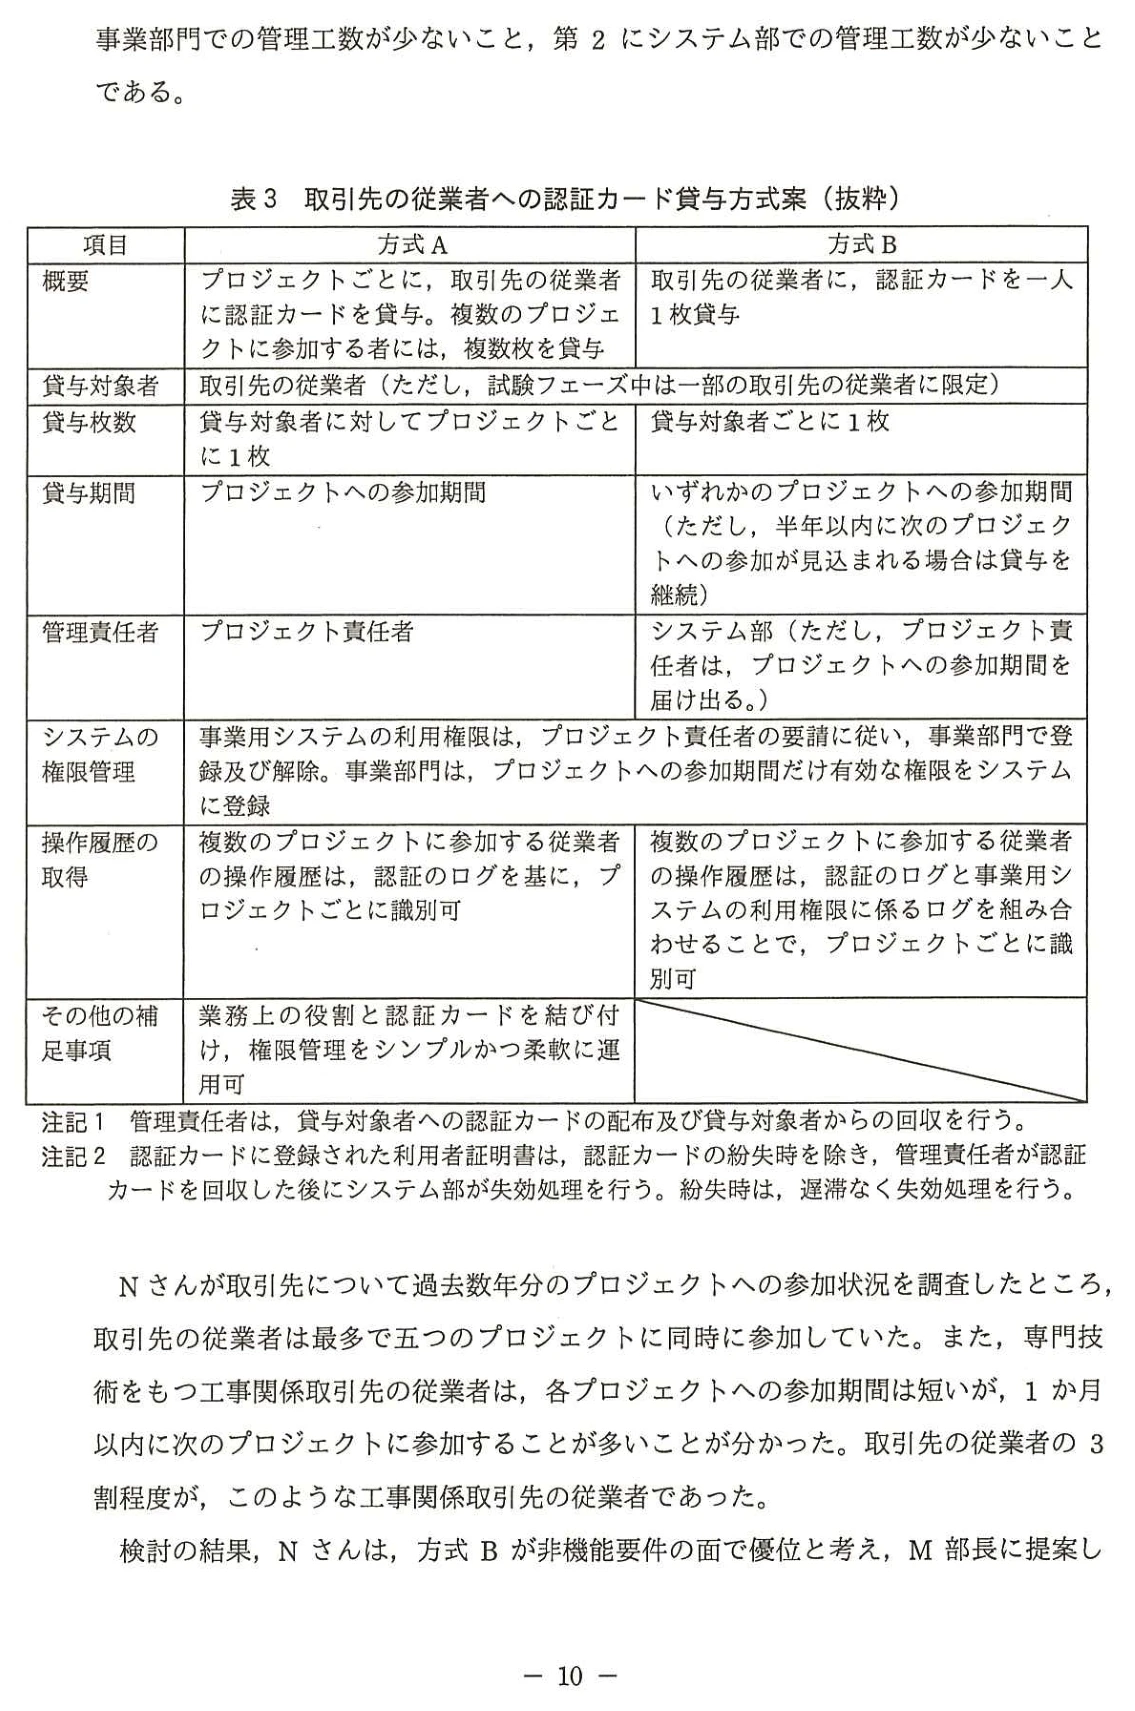 事業部門での管理工数が少ないこと，第 2 にシステム部での管理工数が少ないこと
である。
表 3　取引先の従業者への認証カード貸与方式案（抜粋）
項目
方式 A
方式 B
概要
プロジェクトごとに，取引先の従業者
に認証カードを貸与。複数のプロジェ
クトに参加する者には，複数枚を貸与
取引先の従業者に，認証カードを一人
1 枚貸与
貸与対象者
取引先の従業者（ただし，試験フェーズ中は一部の取引先の従業者に限定）
貸与枚数
貸与対象者に対してプロジェクトごと
に 1 枚
貸与対象者ごとに 1 枚
貸与期間
プロジェクトへの参加期間
いずれかのプロジェクトへの参加期間
（ただし，半年以内に次のプロジェク
トへの参加が見込まれる場合は貸与を
継続）
管理責任者
プロジェクト責任者
システム部（ただし，プロジェクト責
任者は，プロジェクトへの参加期間を
届け出る。）
システムの
権限管理
事業用システムの利用権限は，プロジェクト責任者の要請に従い，事業部門で登
録及び解除。事業部門は，プロジェクトへの参加期間だけ有効な権限をシステム
に登録
操作履歴の
取得
複数のプロジェクトに参加する従業者
の操作履歴は，認証のログを基に，プ
ロジェクトごとに識別可
複数のプロジェクトに参加する従業者
の操作履歴は，認証のログと事業用シ
ステムの利用権限に係るログを組み合
わせることで，プロジェクトごとに識
別可
その他の補
足事項
業務上の役割と認証カードを結び付
け，権限管理をシンプルかつ柔軟に運
用可
注記 1　管理責任者は，貸与対象者への認証カードの配布及び貸与対象者からの回収を行う。
注記 2　認証カードに登録された利用者証明書は，認証カードの紛失時を除き，管理責任者が認証
カードを回収した後にシステム部が失効処理を行う。紛失時は，遅滞なく失効処理を行う。
N さんが取引先について過去数年分のプロジェクトへの参加状況を調査したところ，
取引先の従業者は最多で五つのプロジェクトに同時に参加していた。また，専門技
術をもつ工事関係取引先の従業者は，各プロジェクトへの参加期間は短いが，1 か月
以内に次のプロジェクトに参加することが多いことが分かった。取引先の従業者の 3
割程度が，このような工事関係取引先の従業者であった。
検討の結果，N さんは，方式 B が非機能要件の面で優位と考え，M 部長に提案し
－ 10 －